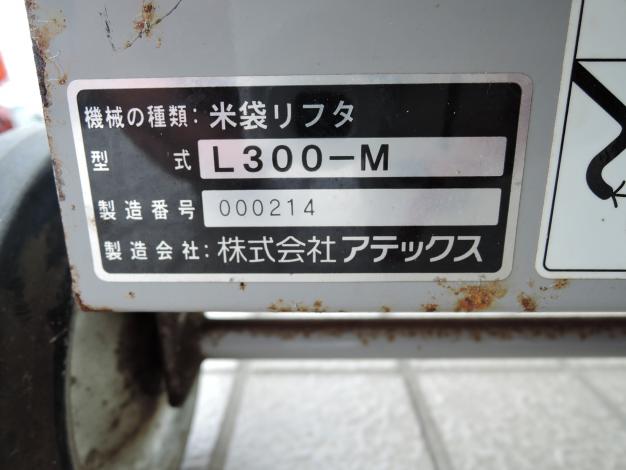 機械の種類：米袋リフタ
型式 L300-M
製造番号 000214
製造会社：株式会社アテックス